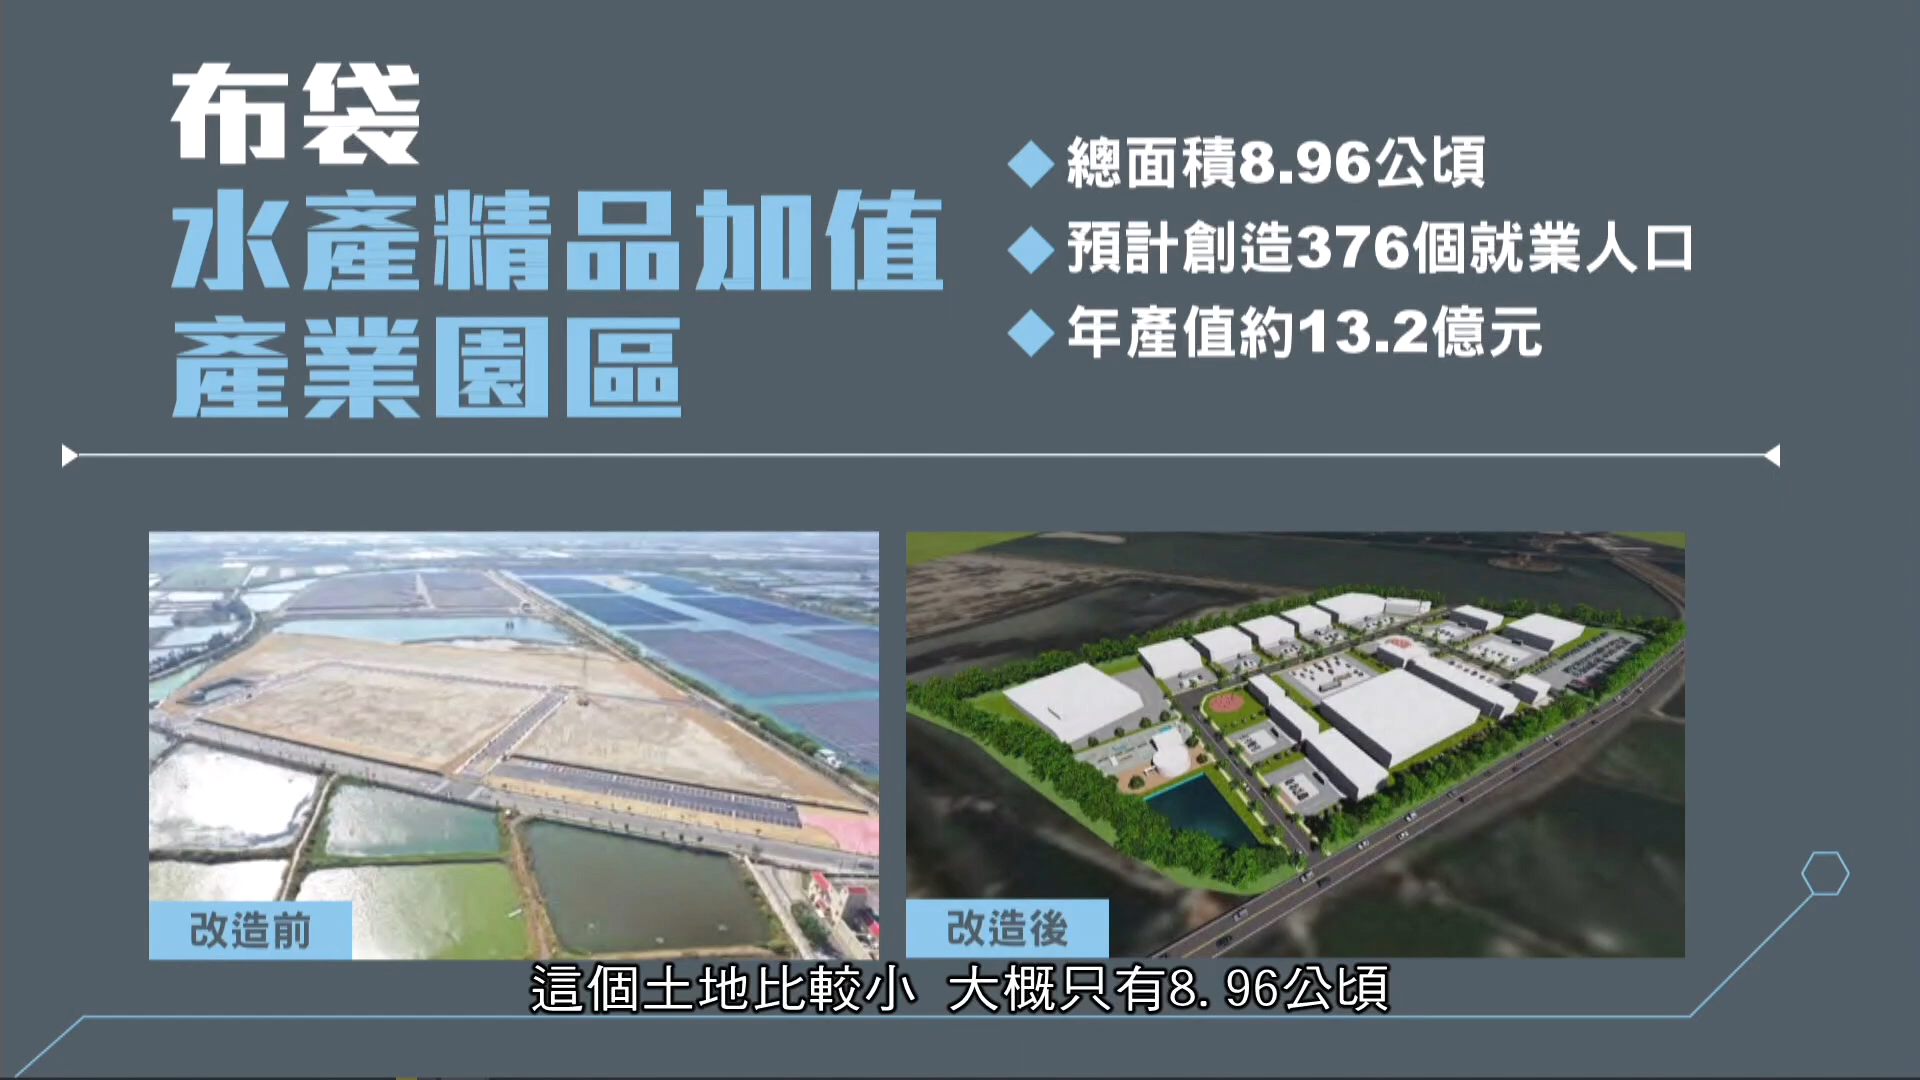 布袋
水產精品加值
產業園區
◆總面積8.96公頃
◆預計創造376個就業人口
◆年產值約13.2億元
改造前
改造後
這個土地比較小 大概只有8.96公頃